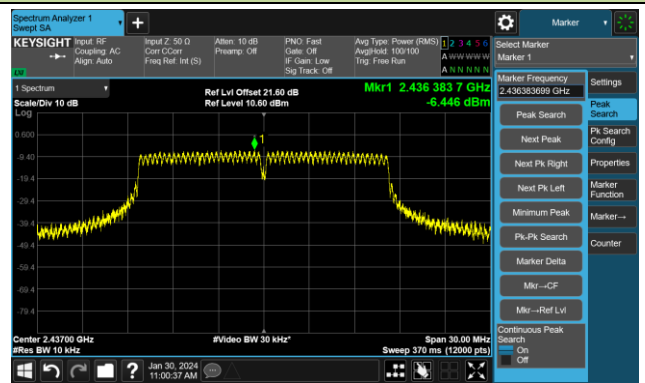 Spectrum Analyzer 1
Swept SA
Marker
KEYSIGHT Input: RF Input Z: 50 Ω Atten: 10 dB PNO: Fast Avg Type: Power (RMS) 1 2 3 4 5 6
Coupling: AC Corr CCorr Preamp: Off Gate: Off Avg|Hold: 100/100 A W W W W W
Align: Auto Freq Ref: Int (S) IF Gain: Low Trig: Free Run
Sig Track: Off A N N N N N
Select Marker
Marker 1
1 Spectrum
Scale/Div 10 dB
Log
Ref Lvl Offset 21.60 dB
Ref Level 10.60 dBm
Mkr1 2.436 383 7 GHz
-6.446 dBm
0.600
-9.40
-19.4
-29.4
-39.4
-49.4
-59.4
-69.4
-79.4
1
Center 2.43700 GHz #Video BW 30 kHz* Span 30.00 MHz
#Res BW 10 kHz Sweep 370 ms (12000 pts)
Marker Frequency
2.436383699 GHz
Peak Search
Next Peak
Next Pk Right
Next Pk Left
Minimum Peak
Pk-Pk Search
Marker Delta
Mkr→CF
Mkr→Ref Lvl
Continuous Peak
Search
On
Off
Settings
Peak
Search
Pk Search
Config
Properties
Marker
Function
Marker→
Counter
Jan 30, 2024
11:00:37 AM